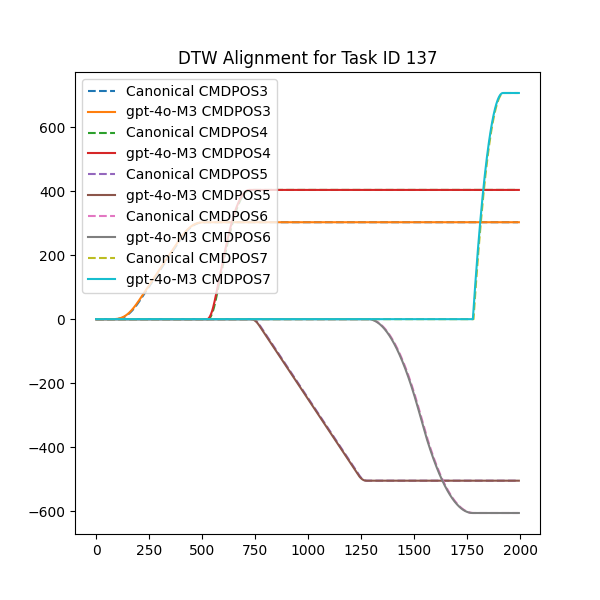 DTW Alignment for Task ID 137
Canonical CMDPOS3
gpt-4o-M3 CMDPOS3
Canonical CMDPOS4
gpt-4o-M3 CMDPOS4
Canonical CMDPOS5
gpt-4o-M3 CMDPOS5
Canonical CMDPOS6
gpt-4o-M3 CMDPOS6
Canonical CMDPOS7
gpt-4o-M3 CMDPOS7
600
400
200
0
−200
−400
−600
0 250 500 750 1000 1250 1500 1750 2000